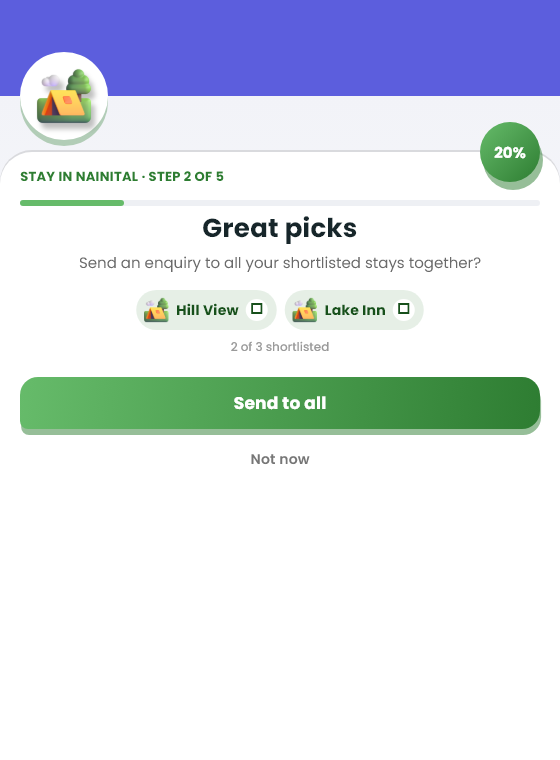 20%
STAY IN NAINITAL · STEP 2 OF 5
Great picks
Send an enquiry to all your shortlisted stays together?
Hill View Lake Inn
2 of 3 shortlisted
Send to all
Not now